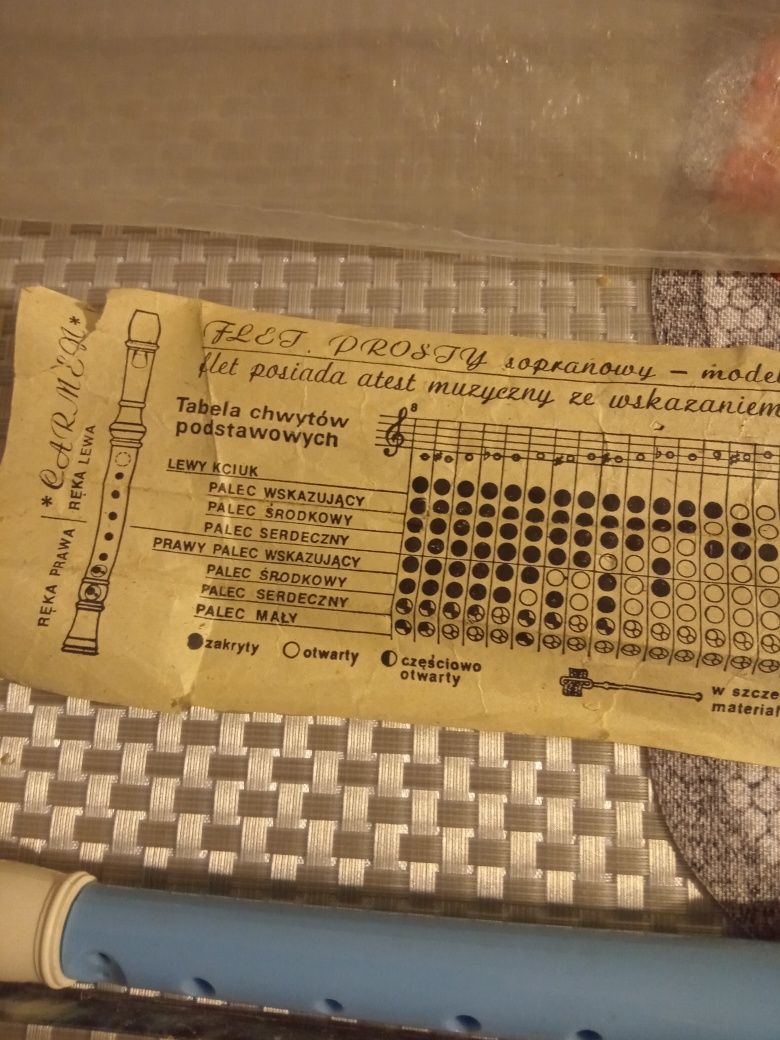 *CARMEN*
RĘKA PRAWA | RĘKA LEWA
FLET PROSTY sopranowy – model
flet posiada atest muzyczny ze wskazaniem
Tabela chwytów
podstawowych
8
LEWY KCIUK
PALEC WSKAZUJĄCY
PALEC ŚRODKOWY
PALEC SERDECZNY
PRAWY PALEC WSKAZUJĄCY
PALEC ŚRODKOWY
PALEC SERDECZNY
PALEC MAŁY
zakryty
otwarty
częściowo
otwarty
w szcze
materiał